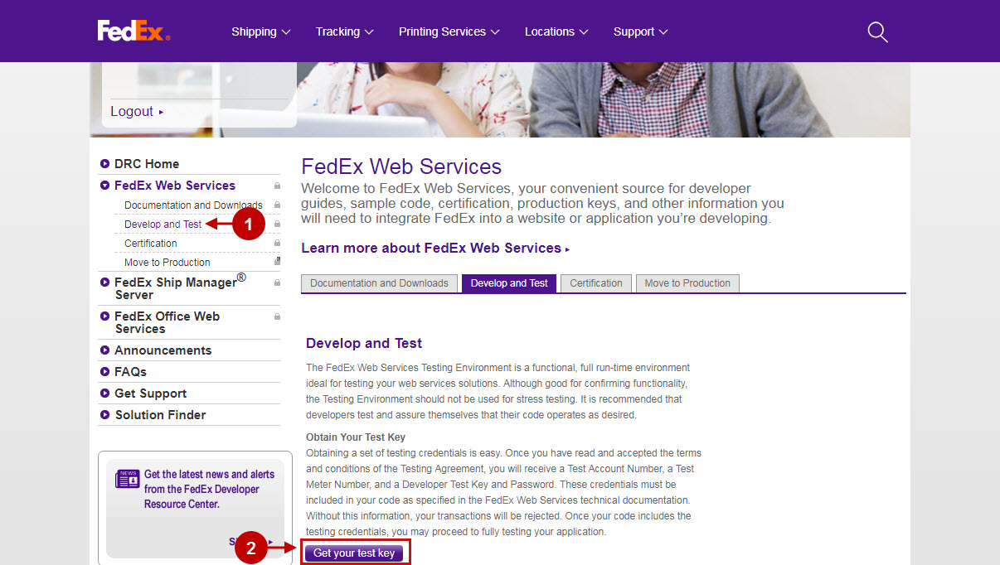 FedEx®
Shipping
Tracking
Printing Services
Locations
Support
Logout
DRC Home
FedEx Web Services
Documentation and Downloads
Develop and Test
1
Certification
Move to Production
FedEx Ship Manager®
Server
FedEx Office Web
Services
Announcements
FAQs
Get Support
Solution Finder
NEWS
Get the latest news and alerts
from the FedEx Developer
Resource Center.
FedEx Web Services
Welcome to FedEx Web Services, your convenient source for developer
guides, sample code, certification, production keys, and other information you
will need to integrate FedEx into a website or application you’re developing.
Learn more about FedEx Web Services
Documentation and Downloads
Develop and Test
Certification
Move to Production
Develop and Test
The FedEx Web Services Testing Environment is a functional, full run-time environment
ideal for testing your web services solutions. Although good for confirming functionality,
the Testing Environment should not be used for stress testing. It is recommended that
developers test and assure themselves that their code operates as desired.
Obtain Your Test Key
Obtaining a set of testing credentials is easy. Once you have read and accepted the terms
and conditions of the Testing Agreement, you will receive a Test Account Number, a Test
Meter Number, and a Developer Test Key and Password. These credentials must be
included in your code as specified in the FedEx Web Services technical documentation.
Without this information, your transactions will be rejected. Once your code includes the
testing credentials, you may proceed to fully testing your application.
2
Get your test key